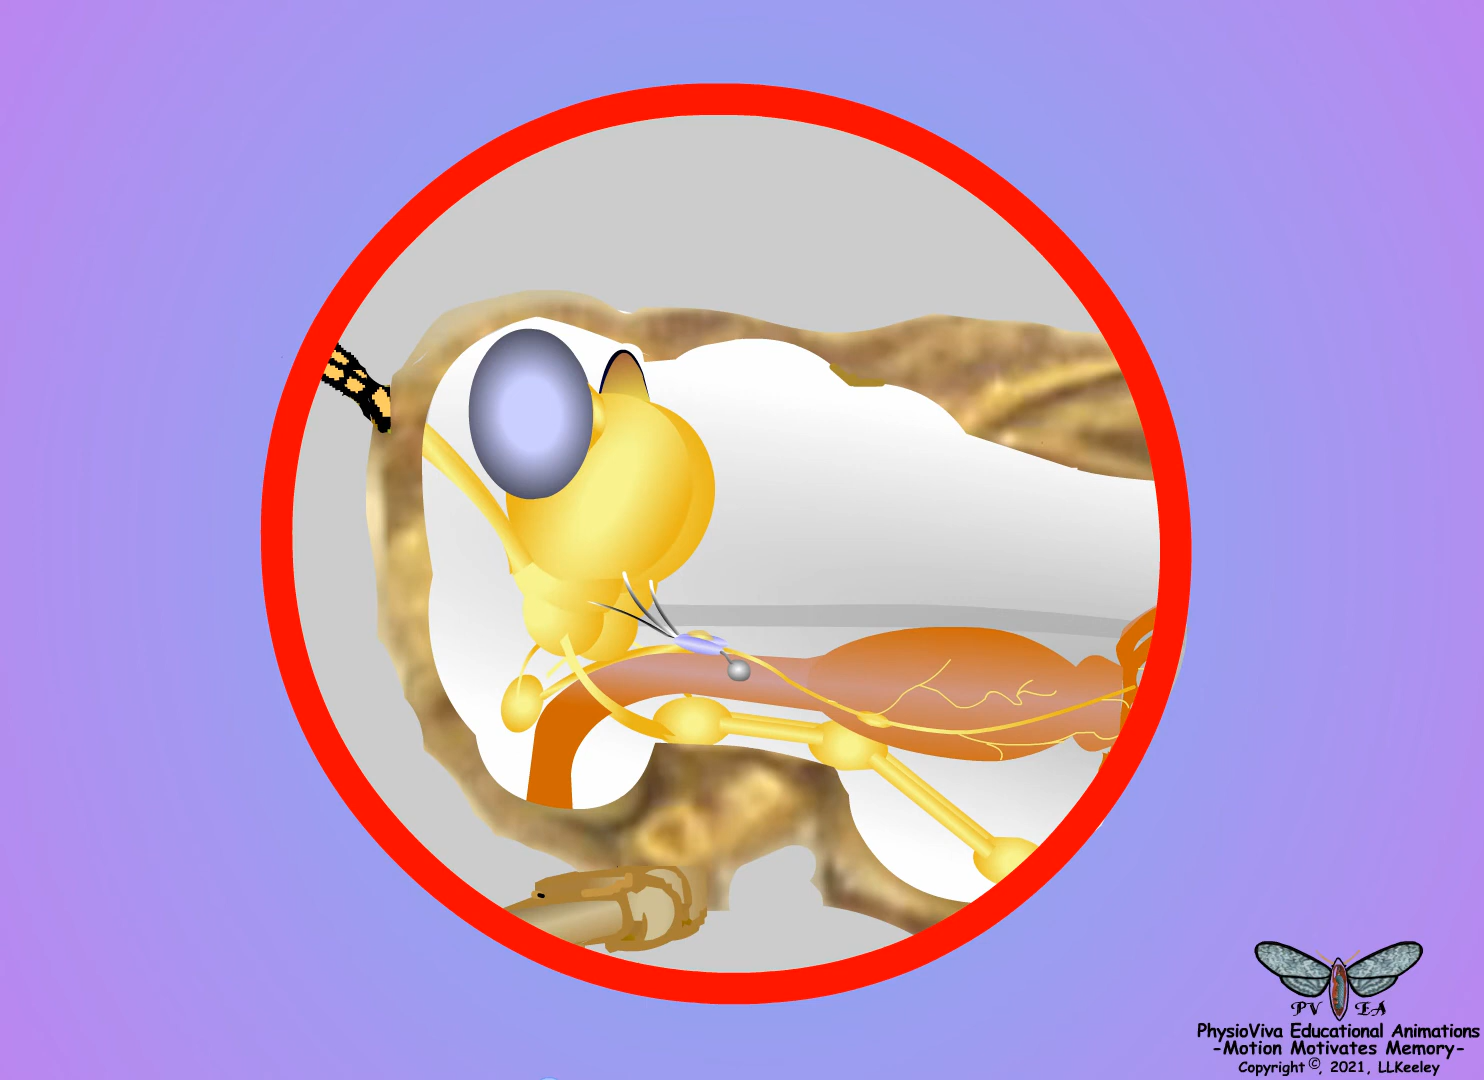 PV EA
PhysioViva Educational Animations
-Motion Motivates Memory-
Copyright ©, 2021, LLKeeley